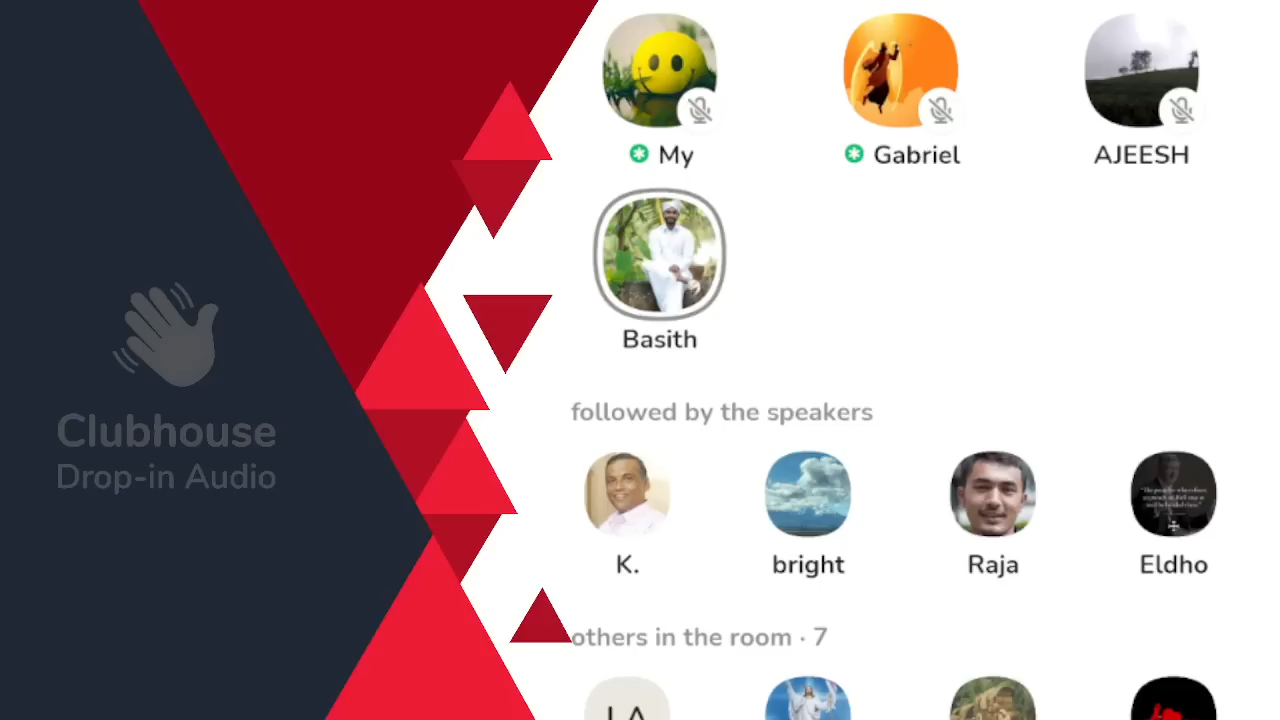 My
Gabriel
AJEESH
Basith
Clubhouse
Drop-in Audio
followed by the speakers
K.
bright
Raja
Eldho
others in the room · 7